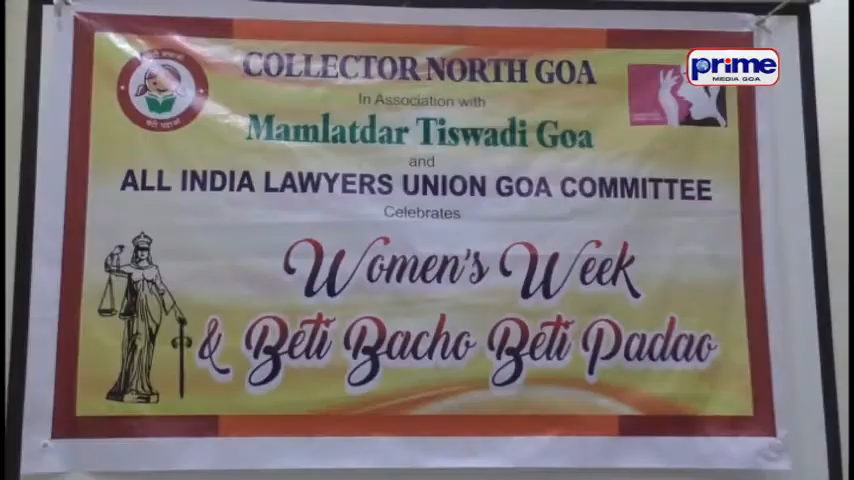 COLLECTOR NORTH GOA
In Association with
Mamlatdar Tiswadi Goa
and
ALL INDIA LAWYERS UNION GOA COMMITTEE
Celebrates
Women's Week
& Beti Bacho Beti Padao
prime
MEDIA GOA